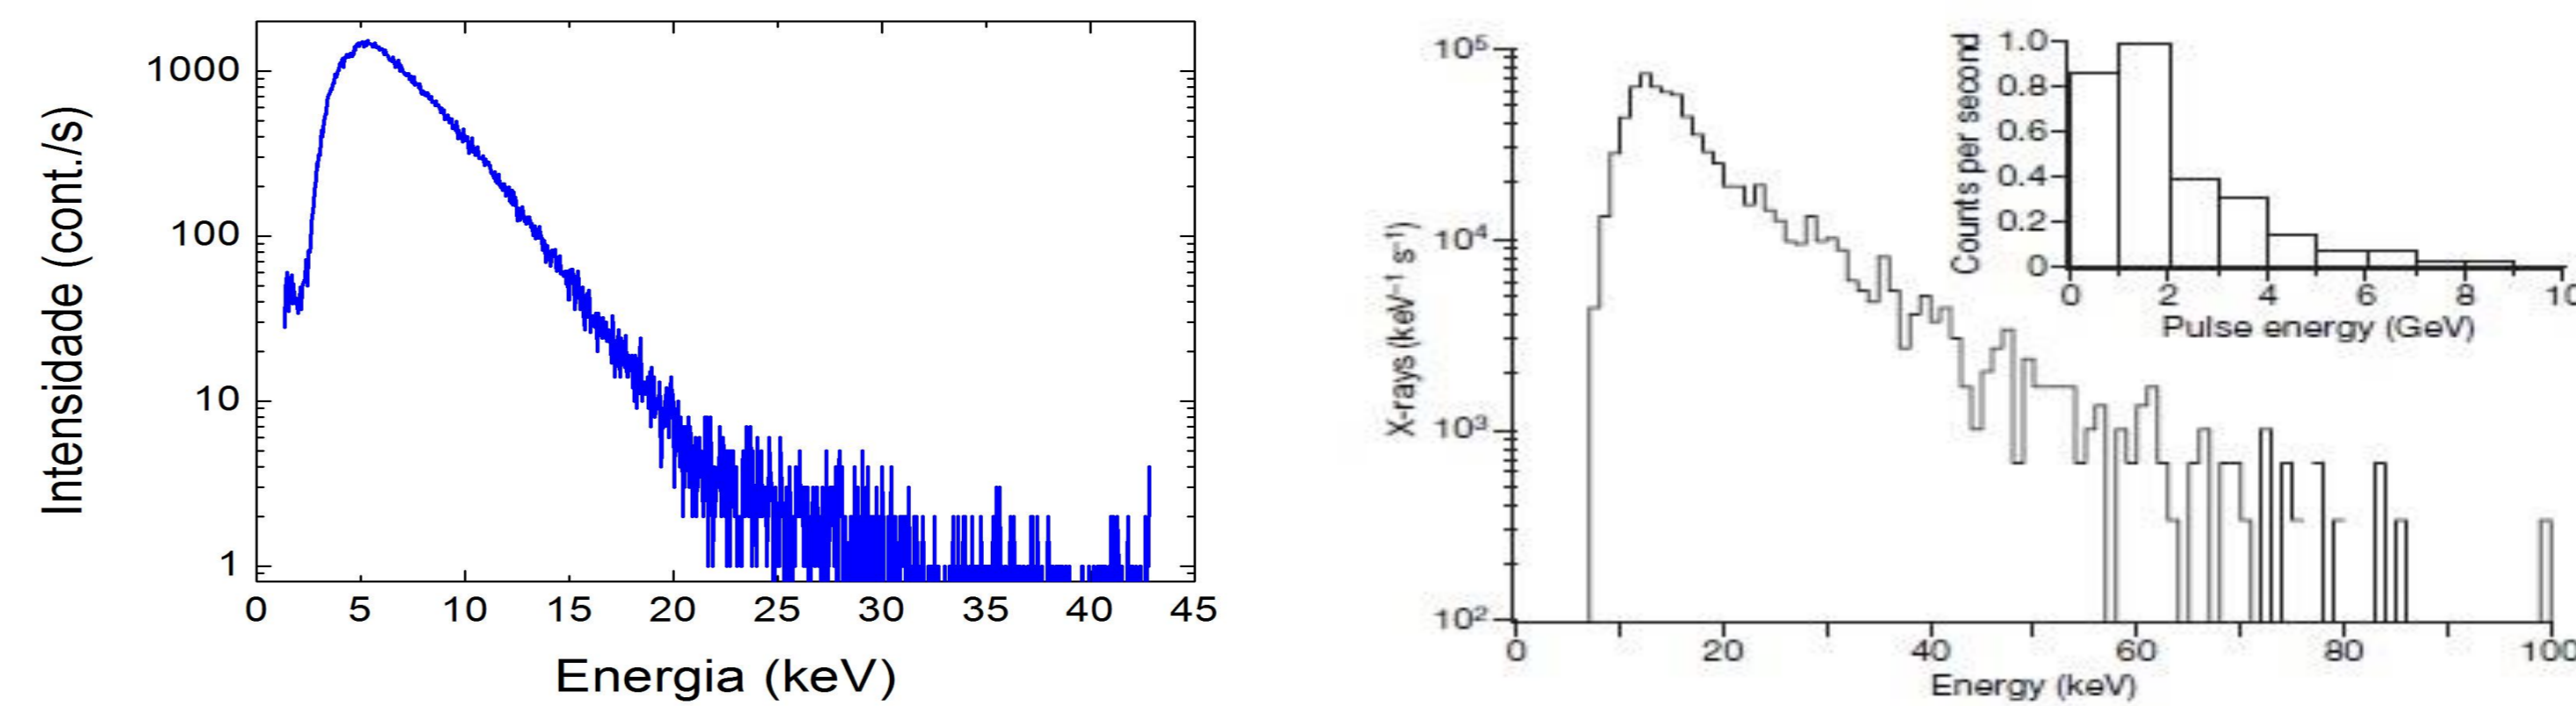 Intensidade (cont./s)
1000
100
10
1
0 5 10 15 20 25 30 35 40 45
Energia (keV)
X-rays (keV⁻¹ s⁻¹)
10⁵
10⁴
10³
10²
0 20 40 60 80 100
Energy (keV)
Counts per second
1.0
0.8
0.6
0.4
0.2
0
0 2 4 6 8 10
Pulse energy (GeV)